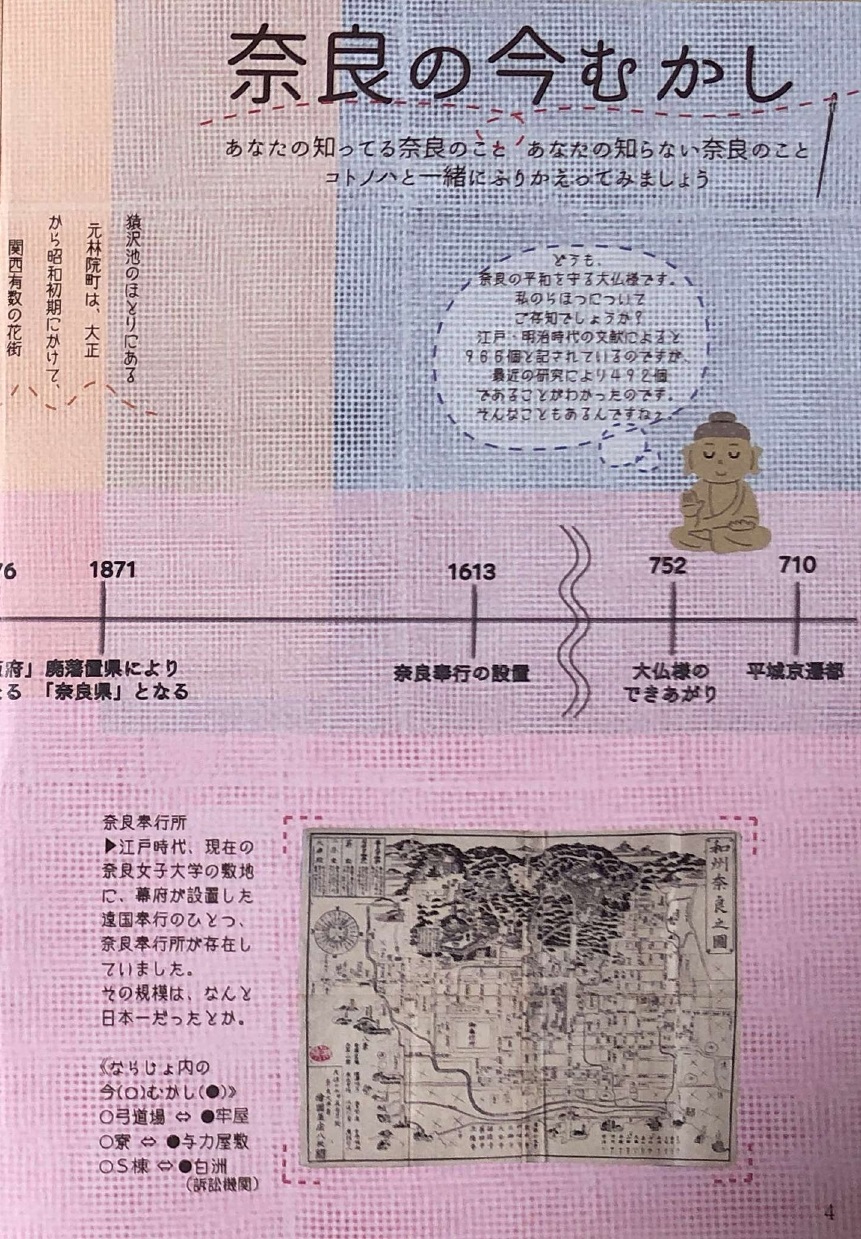 奈良の今むかし
あなたの知ってる奈良のこと あなたの知らない奈良のこと
コトノハと一緒にふりかえってみましょう
どうも、
奈良の平和を守る大仏様です。
私のらほつについて
ご存知でしょうか？
江戸・明治時代の文献によると
966個と記されているのですが、
最近の研究により492個
であることがわかったのです。
そんなこともあるんですねっ
猿沢池のほとりにある
元林院町は、大正
から昭和初期にかけて、
関西有数の花街
710
平城京遷都
752
大仏様の
できあがり
1613
奈良奉行の設置
1871
廃落置県により
「奈良県」となる
76
府」
る
奈良奉行所
▶江戸時代、現在の
奈良女子大学の敷地
に、幕府が設置した
遠国奉行のひとつ、
奈良奉行所が存在し
ていました。
その規模は、なんと
日本一だったとか。
《ならじょ内の
今(○)むかし(●)》
○弓道場 ⇔ ●牢屋
○寮 ⇔ ●与力屋敷
○S棟 ⇔ ●白洲
（訴訟機関）
和州奈良之圖
4